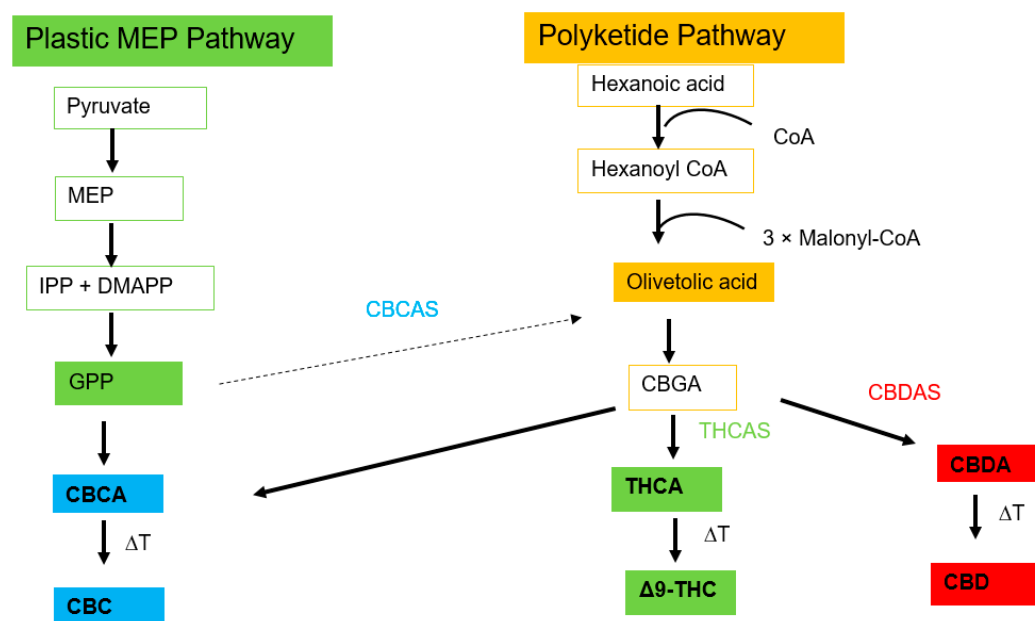 Plastic MEP Pathway
Pyruvate
MEP
IPP + DMAPP
GPP
CBCA
ΔT
CBC
CBCAS
Polyketide Pathway
Hexanoic acid
CoA
Hexanoyl CoA
3 × Malonyl-CoA
Olivetolic acid
CBGA
THCAS
THCA
ΔT
Δ9-THC
CBDAS
CBDA
ΔT
CBD